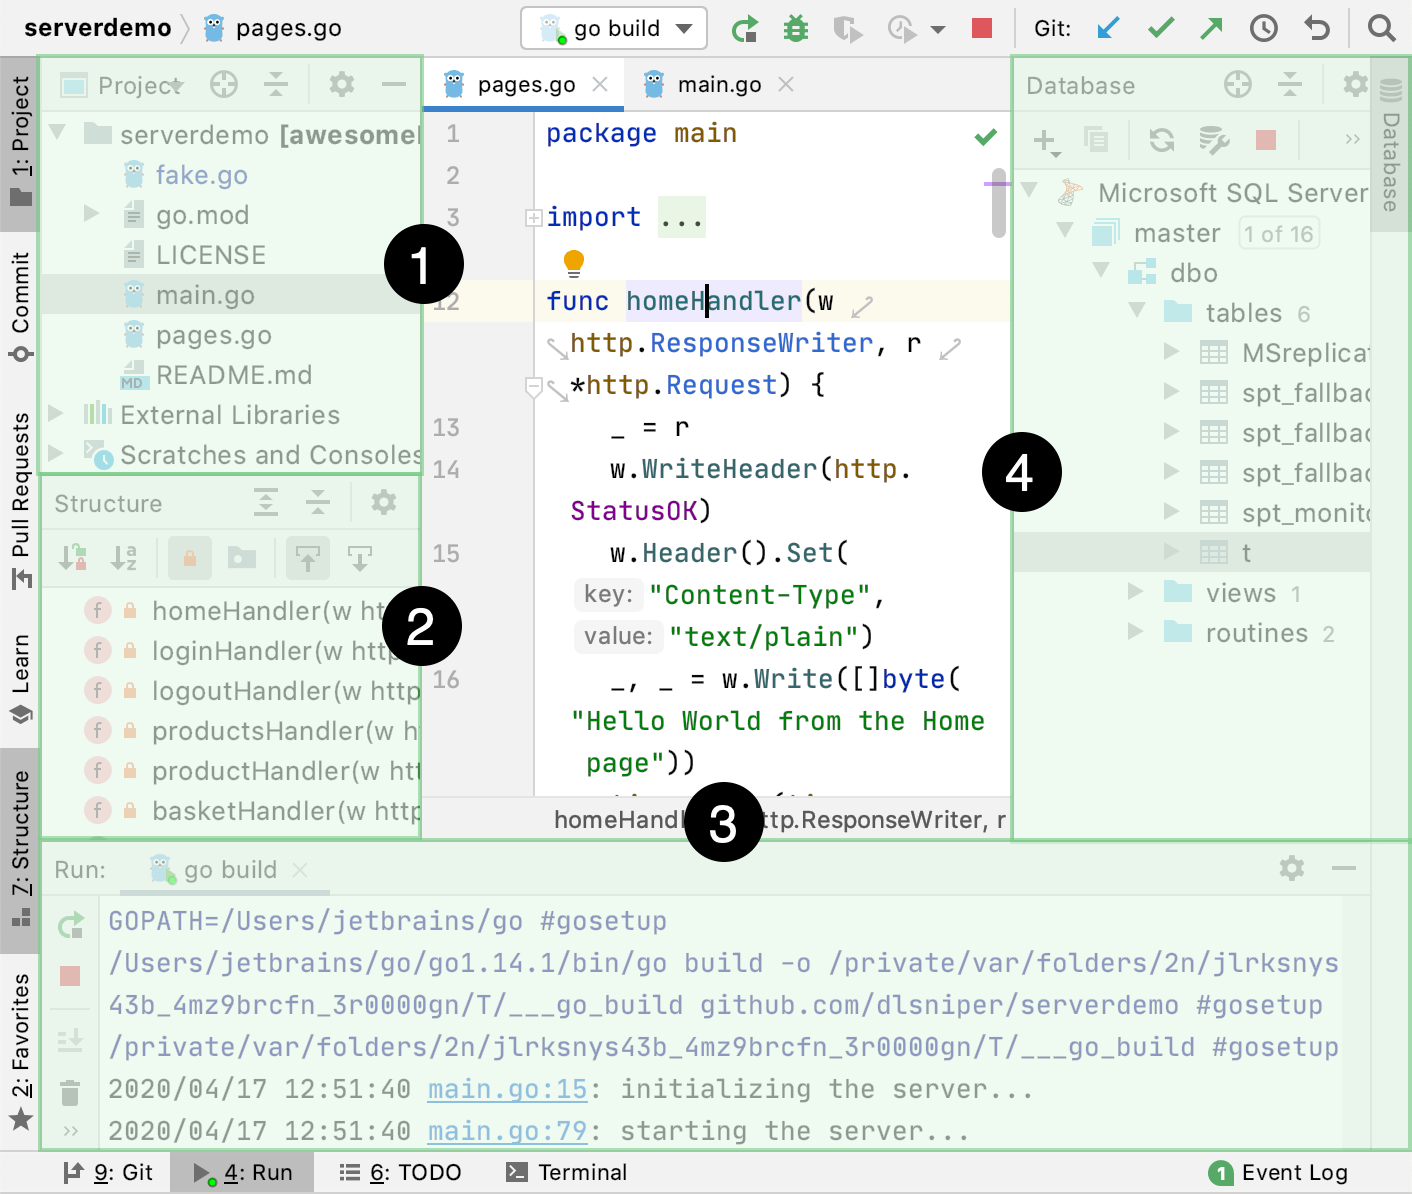 serverdemo pages.go go build Git:
1: Project
Commit
Pull Requests
Learn
7: Structure
2: Favorites
Project
serverdemo [awesome
fake.go
go.mod
LICENSE
main.go
pages.go
README.md
External Libraries
Scratches and Consoles
1
Structure
homeHandler(w ht
loginHandler(w http
logoutHandler(w http
productsHandler(w h
productHandler(w htt
basketHandler(w http
2
pages.go main.go
1 package main
2
3 import ...
12 func homeHandler(w
http.ResponseWriter, r
*http.Request) {
13 _ = r
14 w.WriteHeader(http.
StatusOK)
15 w.Header().Set(
key: "Content-Type",
value: "text/plain")
16 _, _ = w.Write([]byte(
"Hello World from the Home
page"))
homeHandl ttp.ResponseWriter, r
3
Database
Database
Microsoft SQL Server
master 1 of 16
dbo
tables 6
MSreplicat
spt_fallbac
spt_fallbac
spt_fallbac
spt_monito
t
views 1
routines 2
4
Run: go build
GOPATH=/Users/jetbrains/go #gosetup
/Users/jetbrains/go/go1.14.1/bin/go build -o /private/var/folders/2n/jlrksnys
43b_4mz9brcfn_3r0000gn/T/___go_build github.com/dlsniper/serverdemo #gosetup
/private/var/folders/2n/jlrksnys43b_4mz9brcfn_3r0000gn/T/___go_build #gosetup
2020/04/17 12:51:40 main.go:15: initializing the server...
2020/04/17 12:51:40 main.go:79: starting the server...
9: Git 4: Run 6: TODO Terminal 1 Event Log